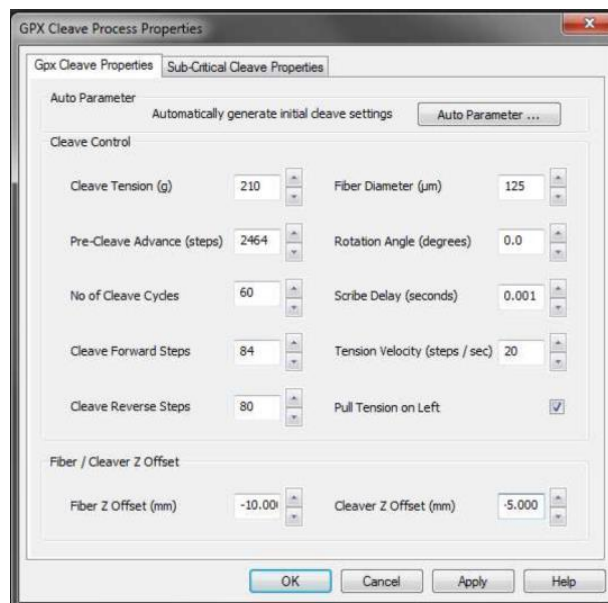 GPX Cleave Process Properties
Gpx Cleave Properties Sub-Critical Cleave Properties
Auto Parameter
Automatically generate initial cleave settings Auto Parameter ...
Cleave Control
Cleave Tension (g) 210 Fiber Diameter (µm) 125
Pre-Cleave Advance (steps) 2464 Rotation Angle (degrees) 0.0
No of Cleave Cycles 60 Scribe Delay (seconds) 0.001
Cleave Forward Steps 84 Tension Velocity (steps / sec) 20
Cleave Reverse Steps 80 Pull Tension on Left
Fiber / Cleaver Z Offset
Fiber Z Offset (mm) -10.00 Cleaver Z Offset (mm) -5.000
OK Cancel Apply Help